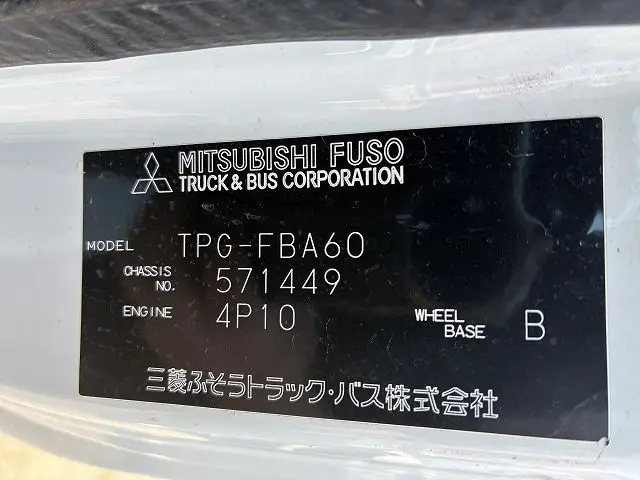 MITSUBISHI FUSO
TRUCK & BUS CORPORATION
MODEL TPG-FBA60
CHASSIS NO. 571449
ENGINE 4P10 WHEEL BASE B
三菱ふそうトラック・バス株式会社